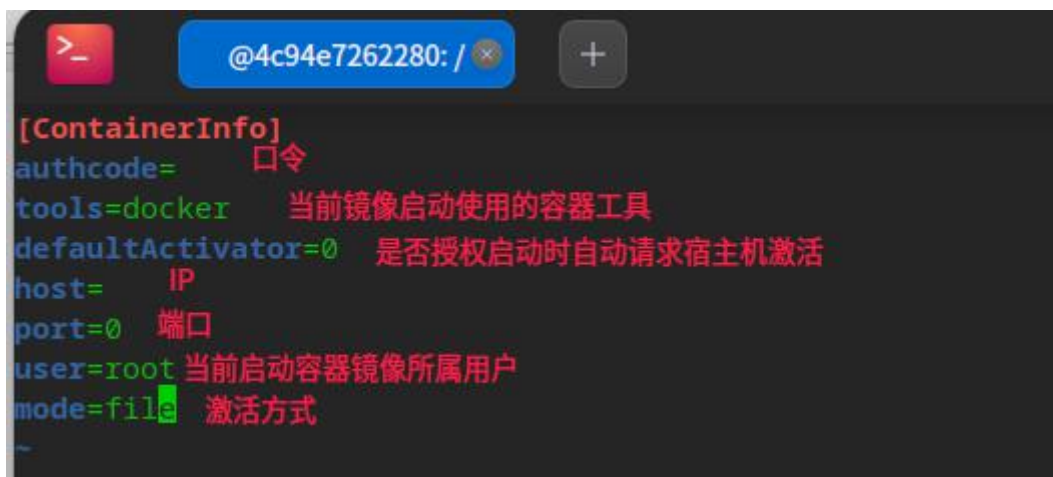 >_ @4c94e7262280: / × +
[ContainerInfo]
authcode= 口令
tools=docker 当前镜像启动使用的容器工具
defaultActivator=0 是否授权启动时自动请求宿主机激活
host= IP
port=0 端口
user=root 当前启动容器镜像所属用户
mode=file 激活方式
~